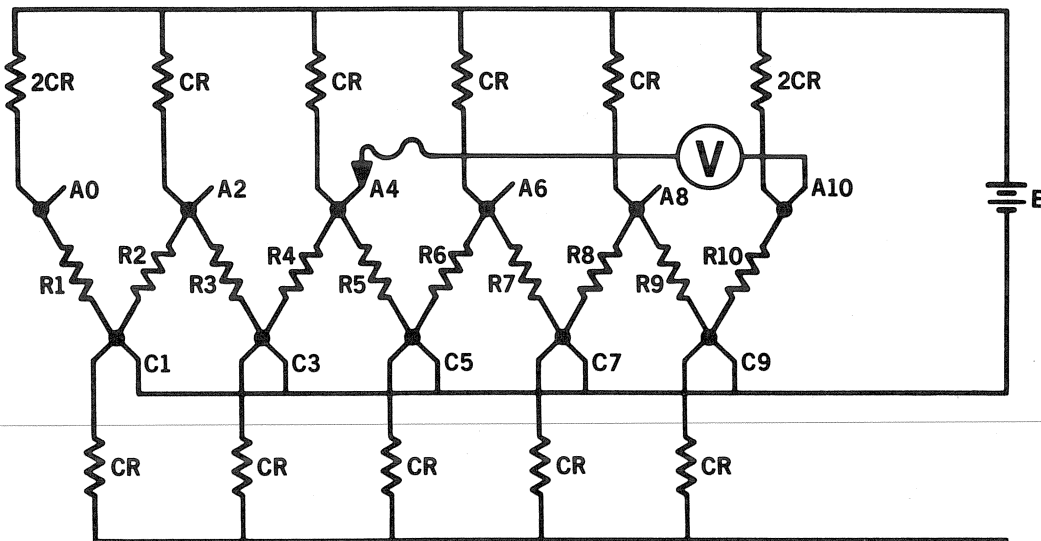 2CR CR CR CR CR 2CR
V
A0 A2 A4 A6 A8 A10
E
R1 R2 R3 R4 R5 R6 R7 R8 R9 R10
C1 C3 C5 C7 C9
CR CR CR CR CR